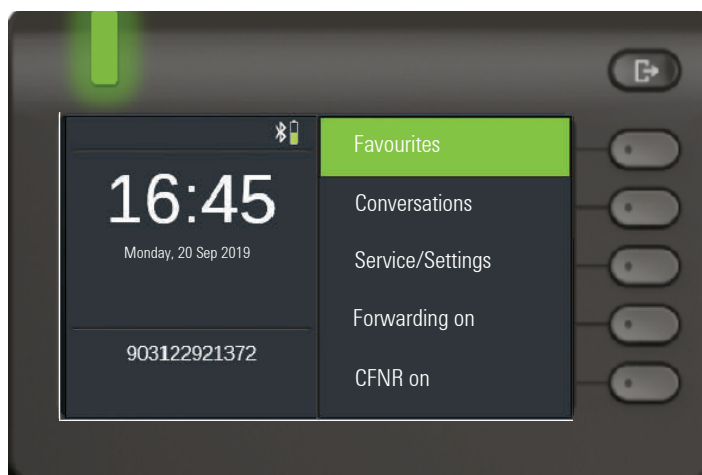 16:45
Monday, 20 Sep 2019
903122921372
Favourites
Conversations
Service/Settings
Forwarding on
CFNR on